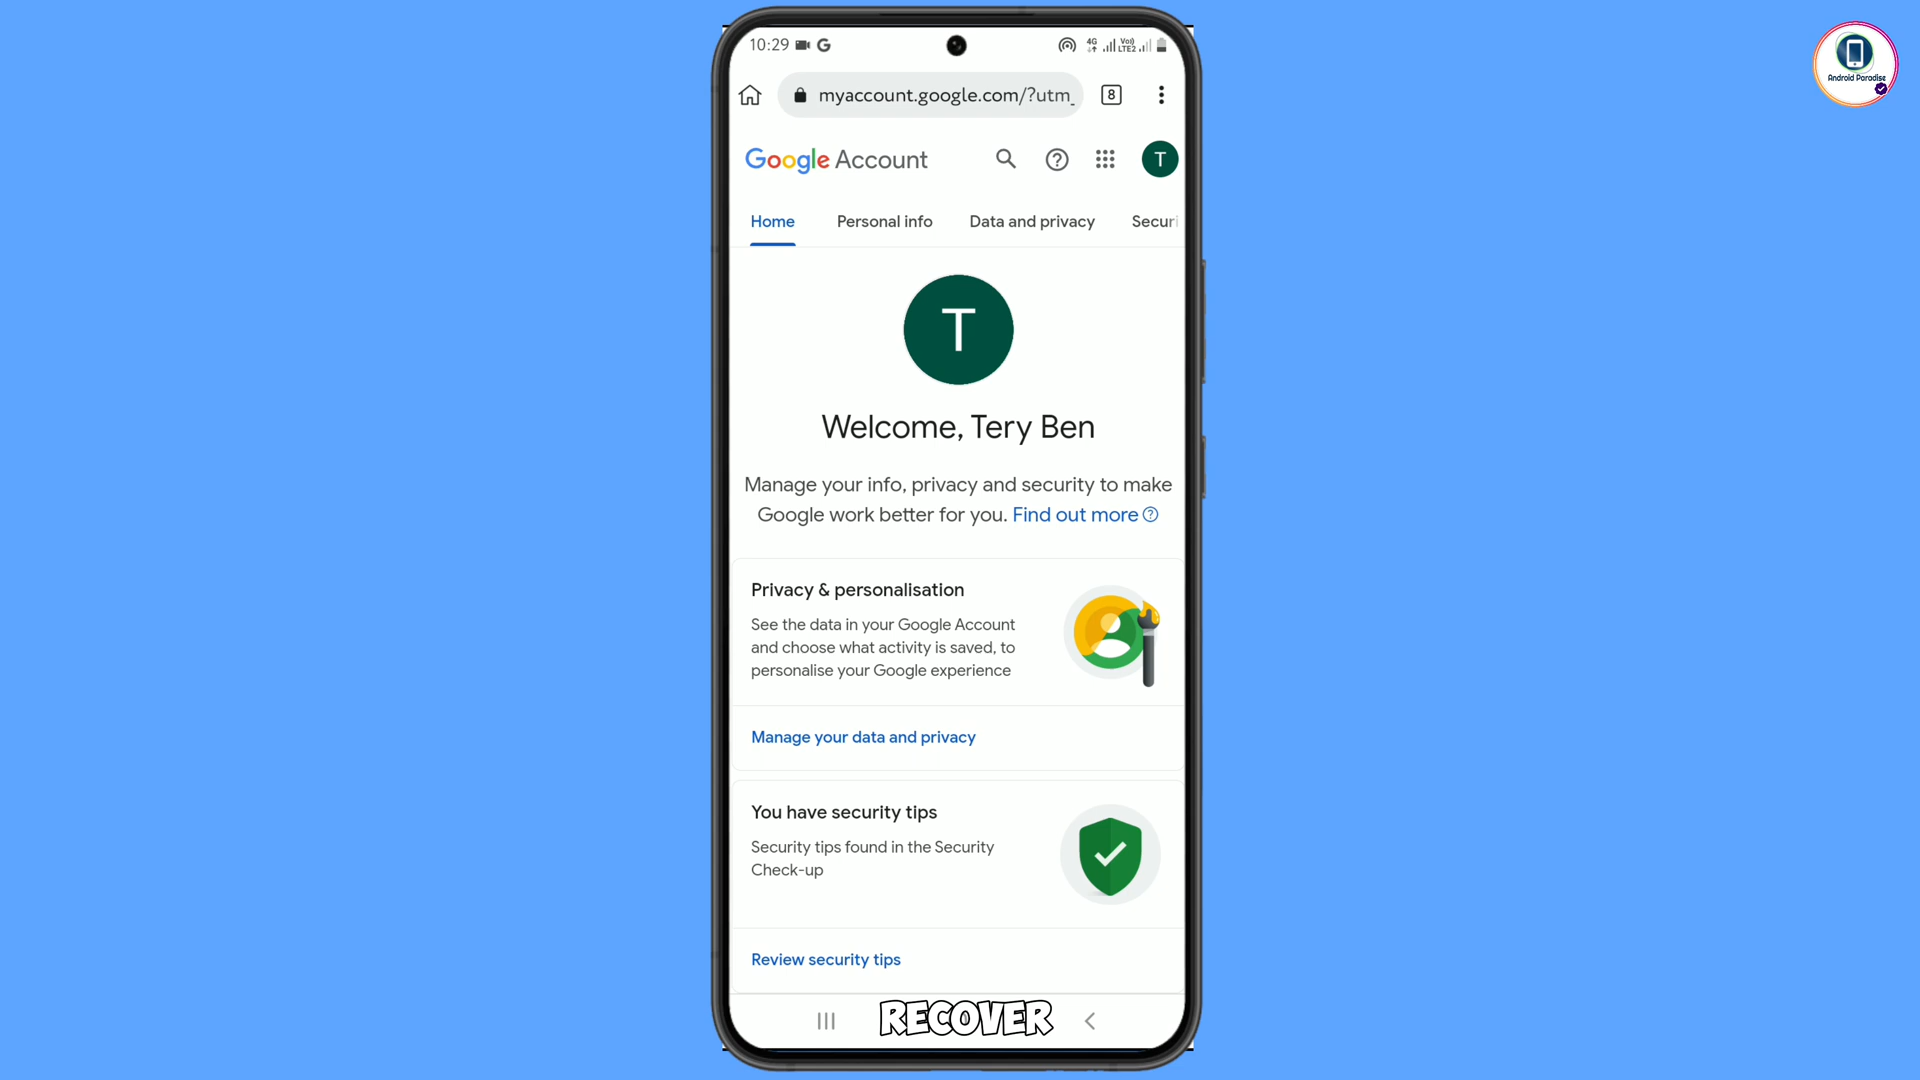 10:29
4G Vo)) LTE2
myaccount.google.com/?utm_
8
Google Account
T
Home Personal info Data and privacy Securi
T
Welcome, Tery Ben
Manage your info, privacy and security to make
Google work better for you. Find out more
Privacy & personalisation
See the data in your Google Account
and choose what activity is saved, to
personalise your Google experience
Manage your data and privacy
You have security tips
Security tips found in the Security
Check-up
Review security tips
RECOVER
Android Paradise